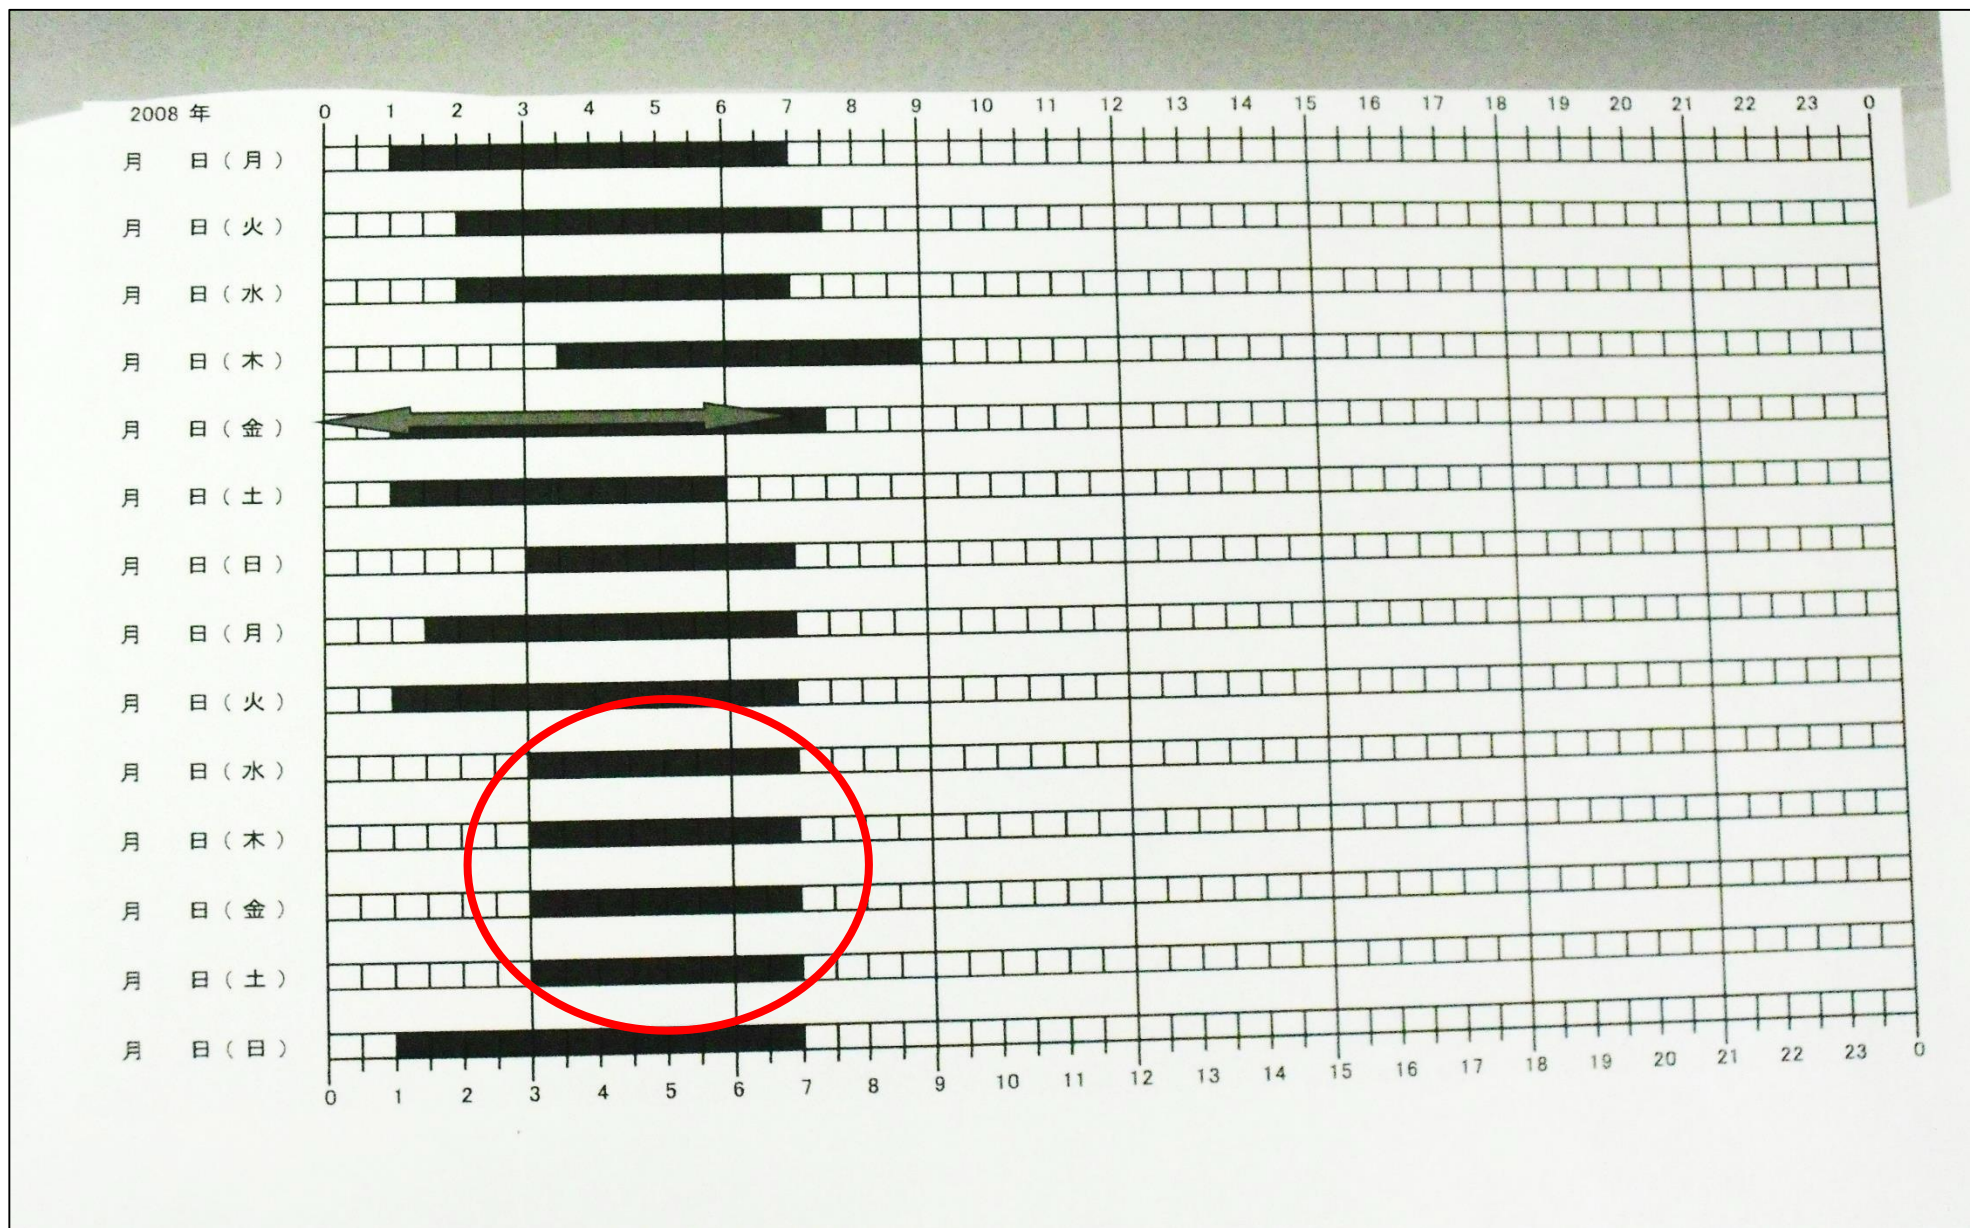 2008 年 0 1 2 3 4 5 6 7 8 9 10 11 12 13 14 15 16 17 18 19 20 21 22 23 0
月 日 ( 月 )
月 日 ( 火 )
月 日 ( 水 )
月 日 ( 木 )
月 日 ( 金 )
月 日 ( 土 )
月 日 ( 日 )
月 日 ( 月 )
月 日 ( 火 )
月 日 ( 水 )
月 日 ( 木 )
月 日 ( 金 )
月 日 ( 土 )
月 日 ( 日 )
0 1 2 3 4 5 6 7 8 9 10 11 12 13 14 15 16 17 18 19 20 21 22 23 0